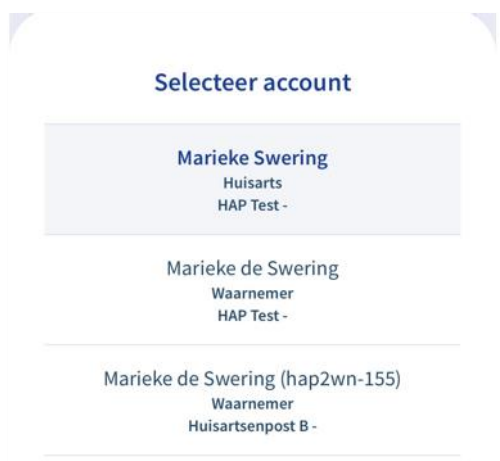 Selecteer account
Marieke Swering
Huisarts
HAP Test -
Marieke de Swering
Waarnemer
HAP Test -
Marieke de Swering (hap2wn-155)
Waarnemer
Huisartsenpost B -